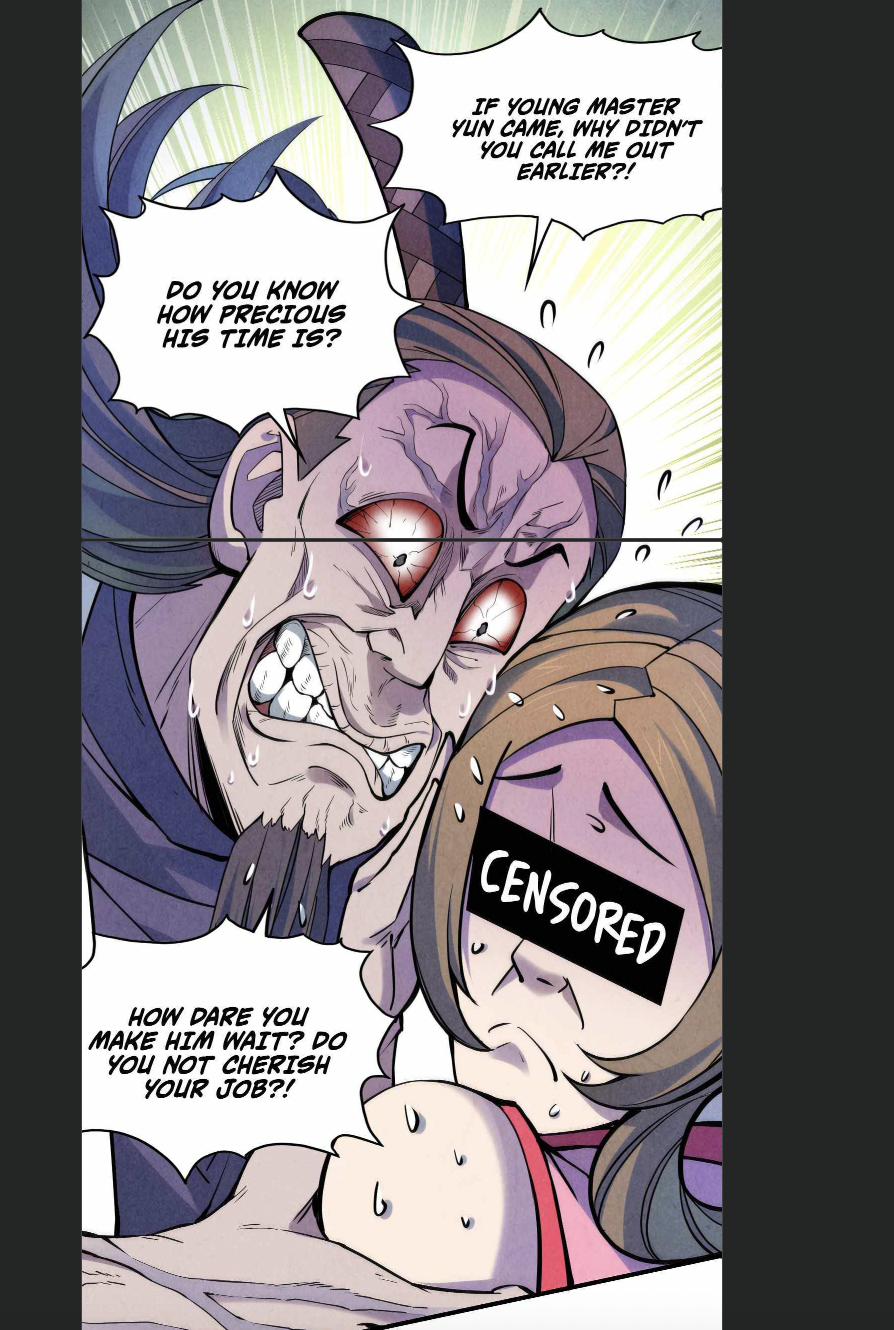 IF YOUNG MASTER
YUN CAME, WHY DIDN'T
YOU CALL ME OUT
EARLIER?!
DO YOU KNOW
HOW PRECIOUS
HIS TIME IS?
CENSORED
HOW DARE YOU
MAKE HIM WAIT? DO
YOU NOT CHERISH
YOUR JOB?!